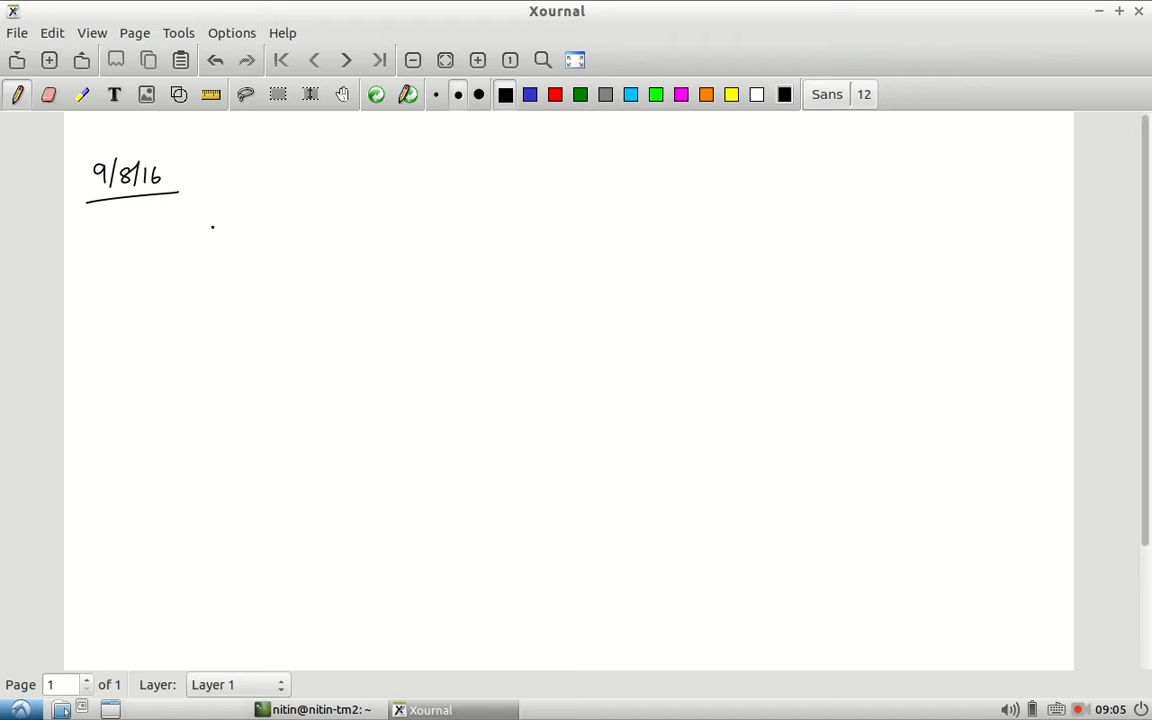 Xournal
File Edit View Page Tools Options Help
Sans 12
9/8/16
Page 1 of 1 Layer: Layer 1
nitin@nitin-tm2: ~ Xournal 09:05